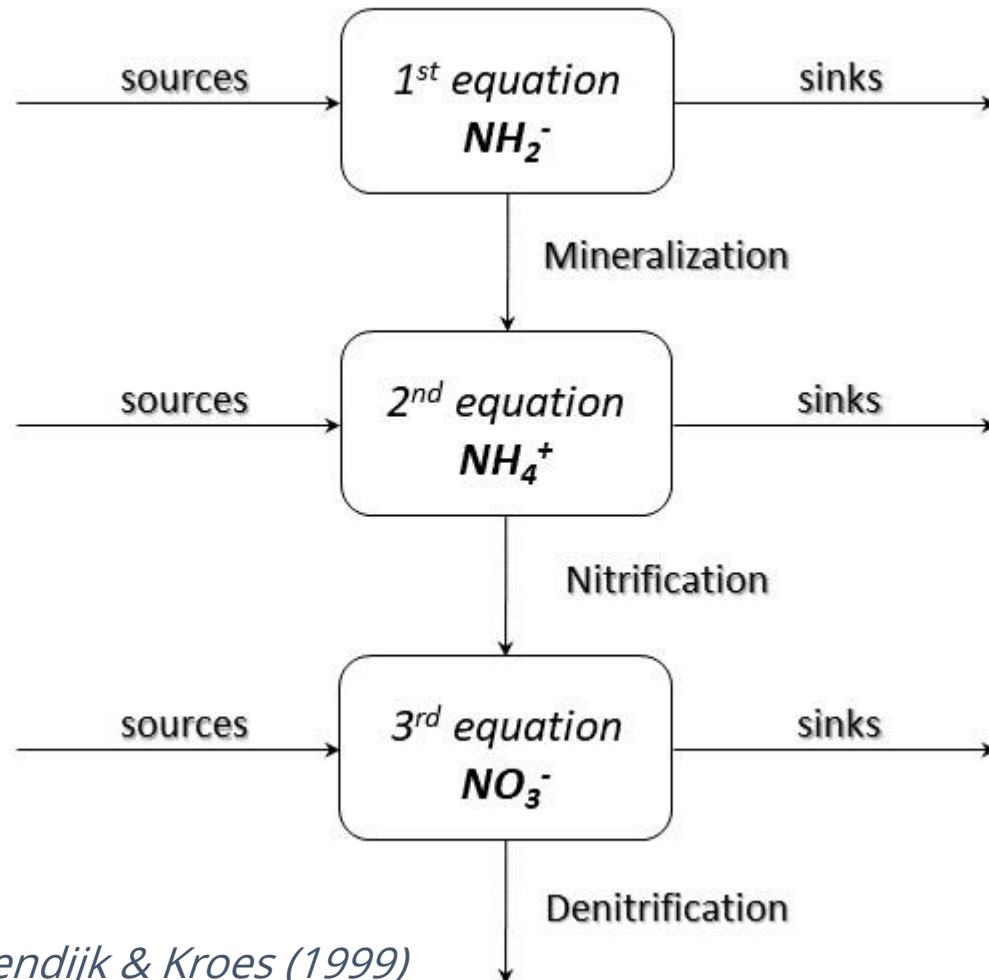 sources
1st equation
NH2-
sinks
Mineralization
sources
2nd equation
NH4+
sinks
Nitrification
sources
3rd equation
NO3-
sinks
Denitrification
& Kroes (1999)